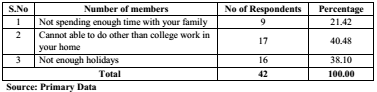 S.No Number of members No of Respondents Percentage
1 Not spending enough time with your family 9 21.42
2 Cannot able to do other than college work in your home 17 40.48
3 Not enough holidays 16 38.10
Total 42 100.00
Source: Primary Data